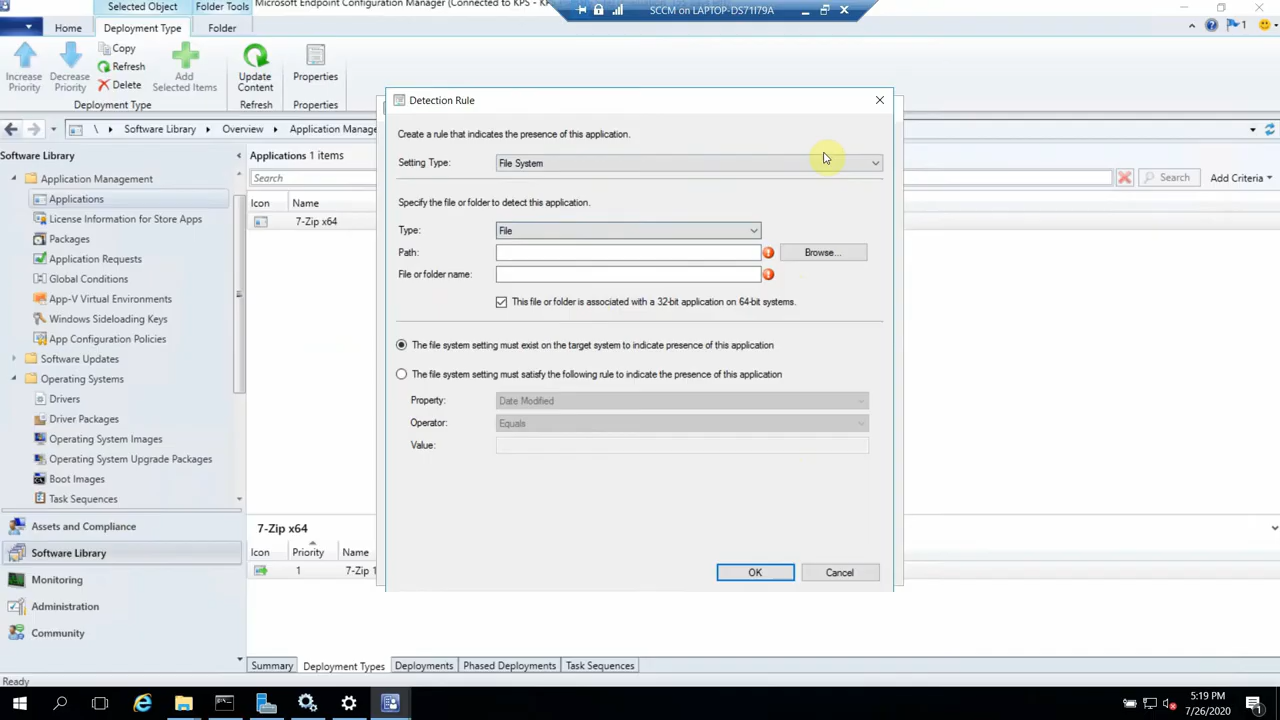 Selected Object
Folder Tools
Microsoft Endpoint Configuration Manager (Connected to KPS - KPS
SCCM on LAPTOP-DS71I79A
Home
Deployment Type
Folder
1
Increase Priority
Decrease Priority
Copy
Refresh
Delete
Add Selected Items
Update Content
Properties
Deployment Type
Refresh
Properties
\ Software Library Overview Application Manage
Software Library
Applications 1 items
Search
Search
Add Criteria
Application Management
Applications
License Information for Store Apps
Packages
Application Requests
Global Conditions
App-V Virtual Environments
Windows Sideloading Keys
App Configuration Policies
Software Updates
Operating Systems
Drivers
Driver Packages
Operating System Images
Operating System Upgrade Packages
Boot Images
Task Sequences
Assets and Compliance
Software Library
Monitoring
Administration
Community
Icon Name
7-Zip x64
Detection Rule
Create a rule that indicates the presence of this application.
Setting Type: File System
Specify the file or folder to detect this application.
Type: File
Path: Browse...
File or folder name:
This file or folder is associated with a 32-bit application on 64-bit systems.
The file system setting must exist on the target system to indicate presence of this application
The file system setting must satisfy the following rule to indicate the presence of this application
Property: Date Modified
Operator: Equals
Value:
OK Cancel
7-Zip x64
Icon Priority Name
1 7-Zip 1
Summary Deployment Types Deployments Phased Deployments Task Sequences
Ready
5:19 PM
7/26/2020
1